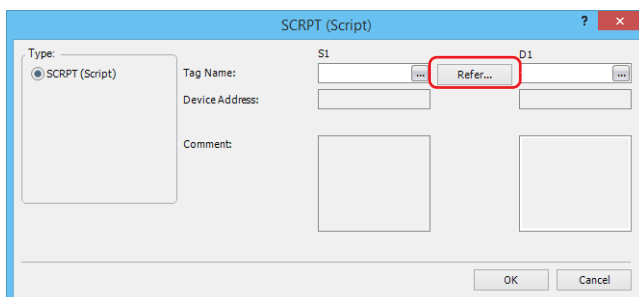 SCRPT (Script)
? ×
Type:
SCRPT (Script)
S1
D1
Tag Name:
...
Refer...
...
Device Address:
Comment:
OK
Cancel